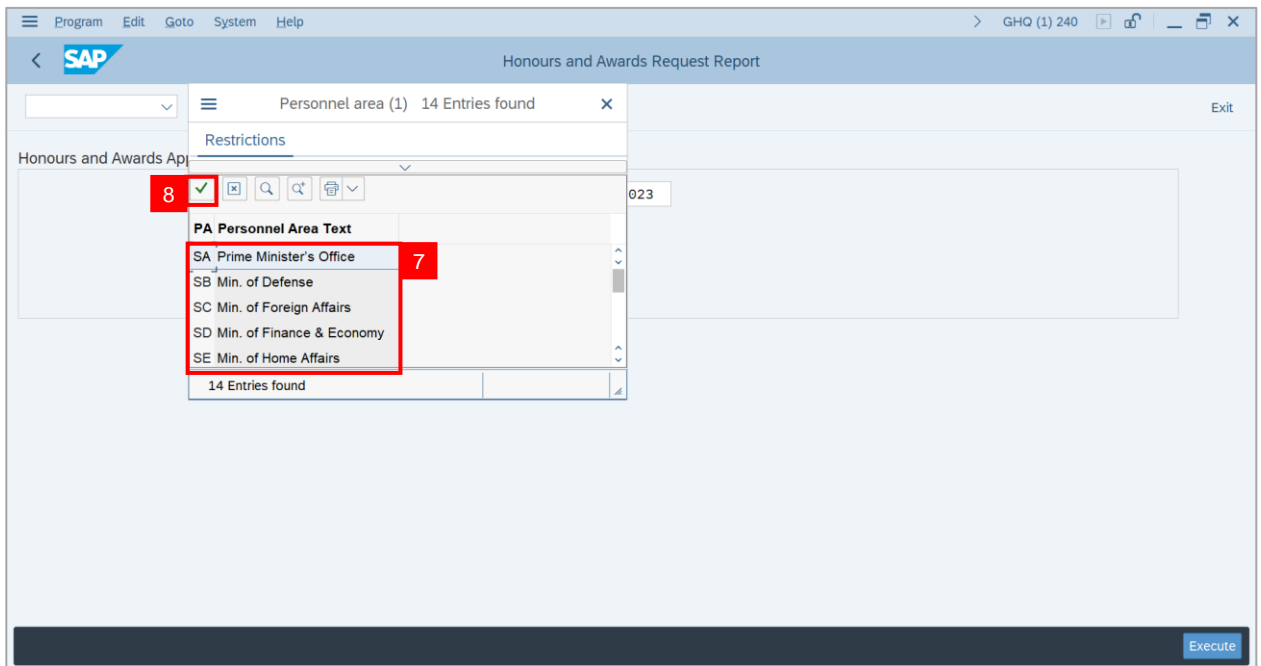 Program Edit Goto System Help GHQ (1) 240
SAP Honours and Awards Request Report
Personnel area (1) 14 Entries found
Exit
Restrictions
Honours and Awards App
8
023
PA Personnel Area Text
SA Prime Minister's Office
7
SB Min. of Defense
SC Min. of Foreign Affairs
SD Min. of Finance & Economy
SE Min. of Home Affairs
14 Entries found
Execute